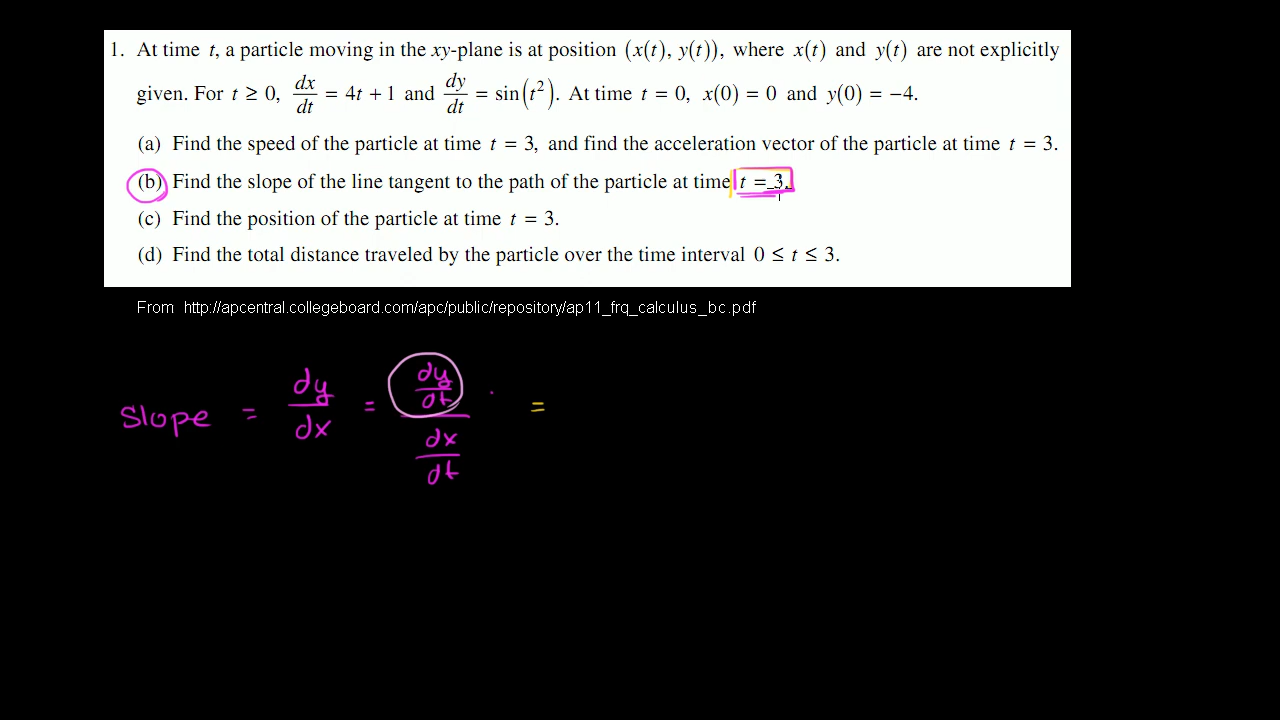 1. At time t, a particle moving in the xy-plane is at position (x(t), y(t)), where x(t) and y(t) are not explicitly
given. For t ≥ 0, dx/dt = 4t + 1 and dy/dt = sin(t²). At time t = 0, x(0) = 0 and y(0) = −4.
(a) Find the speed of the particle at time t = 3, and find the acceleration vector of the particle at time t = 3.
(b) Find the slope of the line tangent to the path of the particle at time t = 3.
(c) Find the position of the particle at time t = 3.
(d) Find the total distance traveled by the particle over the time interval 0 ≤ t ≤ 3.
From http://apcentral.collegeboard.com/apc/public/repository/ap11_frq_calculus_bc.pdf
Slope = dy/dx = (dy/dt)/(dx/dt) =